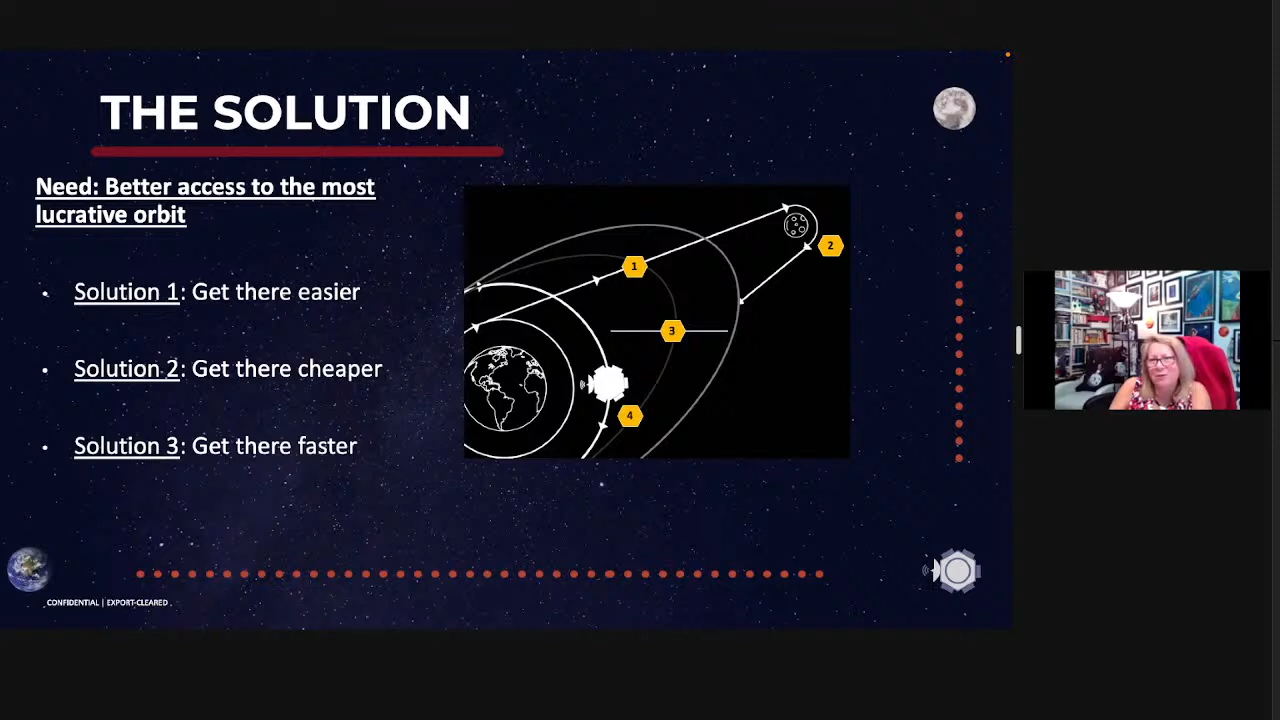 THE SOLUTION
Need: Better access to the most
lucrative orbit
• Solution 1: Get there easier
• Solution 2: Get there cheaper
• Solution 3: Get there faster
1
2
3
4
CONFIDENTIAL | EXPORT-CLEARED